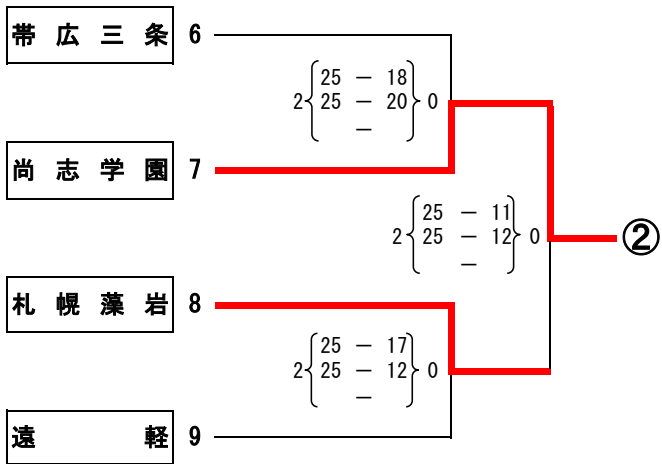 帯広三条 6
2 25 － 18 0
25 － 20
－
尚志学園 7
2 25 － 11 0
25 － 12
－
②
札幌藻岩 8
2 25 － 17 0
25 － 12
－
遠軽 9